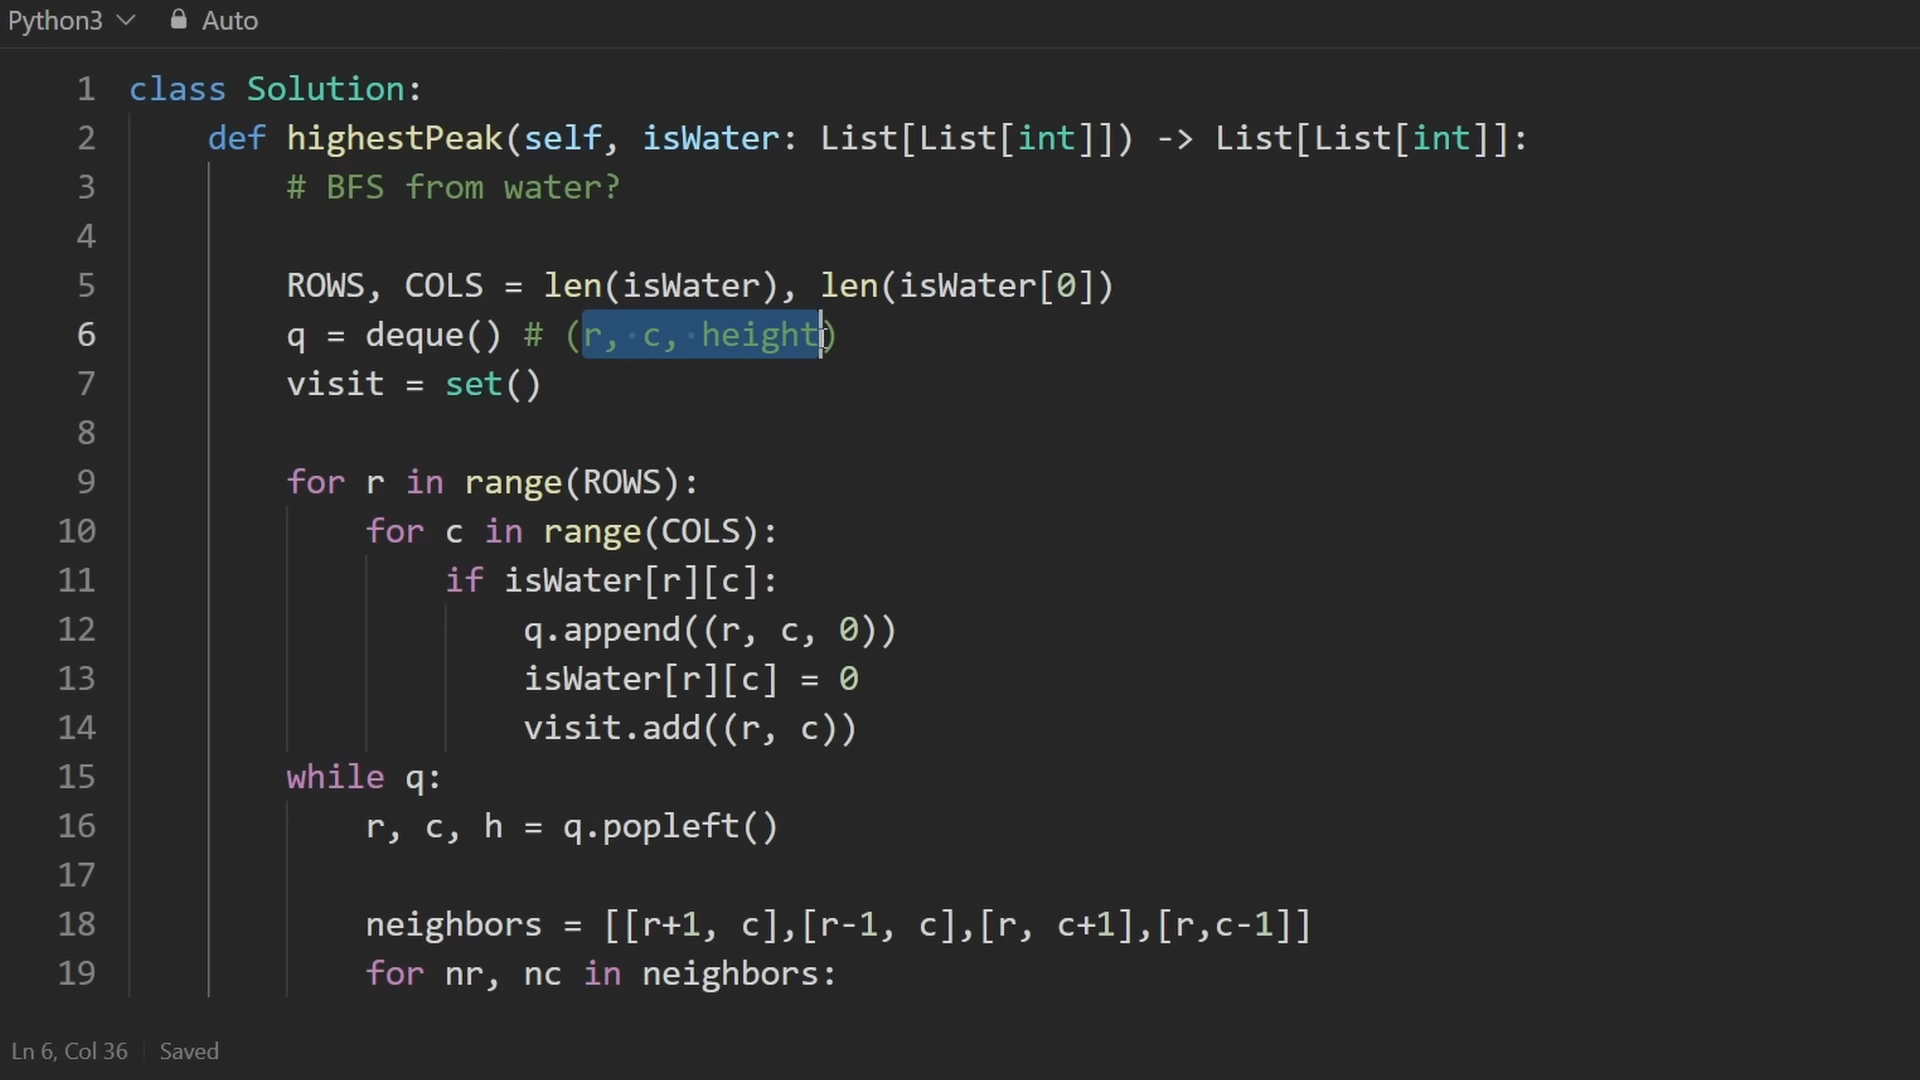 Python3 Auto
1 class Solution:
2 def highestPeak(self, isWater: List[List[int]]) -> List[List[int]]:
3 # BFS from water?
4
5 ROWS, COLS = len(isWater), len(isWater[0])
6 q = deque() # (r, c, height)
7 visit = set()
8
9 for r in range(ROWS):
10 for c in range(COLS):
11 if isWater[r][c]:
12 q.append((r, c, 0))
13 isWater[r][c] = 0
14 visit.add((r, c))
15 while q:
16 r, c, h = q.popleft()
17
18 neighbors = [[r+1, c],[r-1, c],[r, c+1],[r,c-1]]
19 for nr, nc in neighbors:
Ln 6, Col 36 Saved